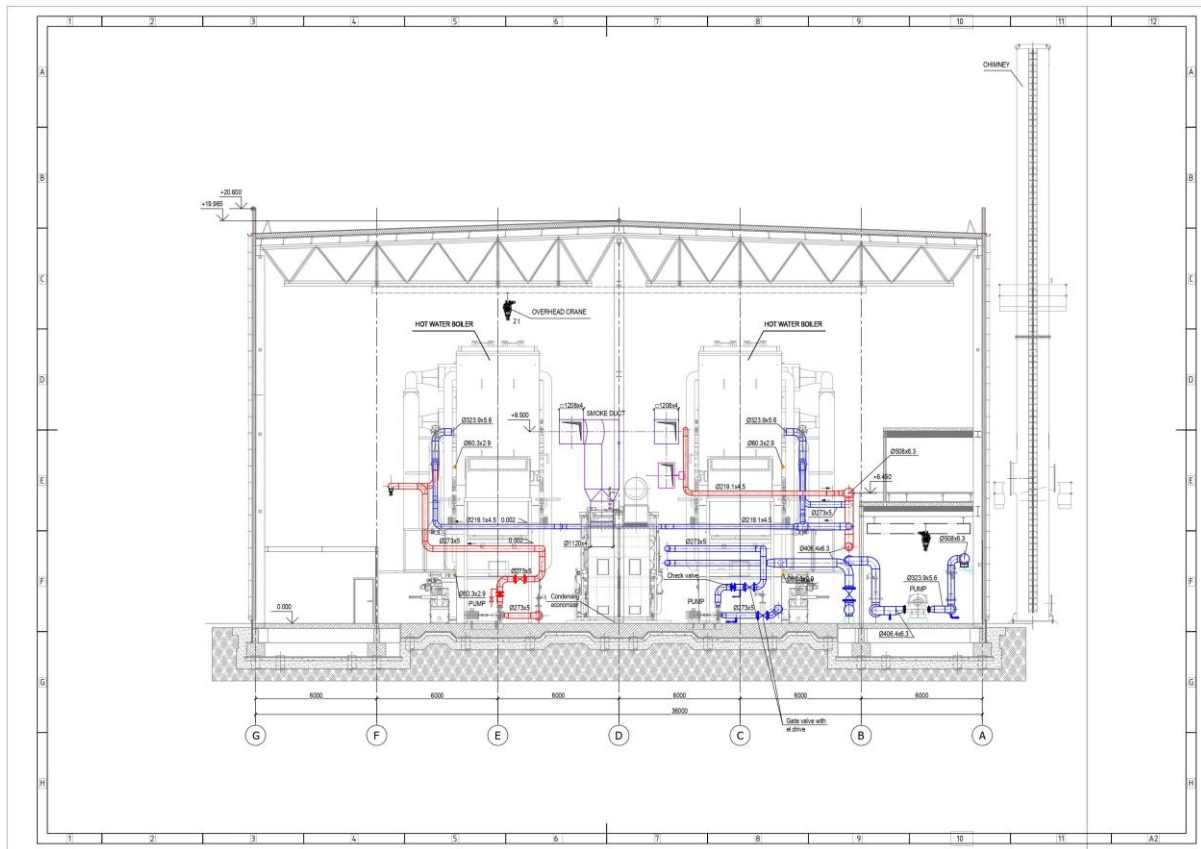 1 2 3 4 5 6 7 8 9 10 11 12
A A
B B
C C
D D
E E
F F
G G
H H
CHIMNEY
+20.600
+19.985
OVERHEAD CRANE
21
HOT WATER BOILER
HOT WATER BOILER
□1208x4
□1208x4
SMOKE DUCT
+9.500
Ø323.9x5.6
Ø323.9x5.6
Ø60.3x2.9
Ø60.3x2.9
Ø508x6.3
+6.450
Ø219.1x4.5
Ø273x5
Ø219.1x4.5
0.002
Ø219.1x4.5
Ø508x6.3
Ø273x5
0.002
Ø1120x4
Ø273x5
Ø406.4x6.3
Ø273x5
Check valve
Ø323.9x5.6
PUMP
0.000
Ø60.3x2.9
PUMP
Ø273x5
Condensing
economizer
PUMP
Ø273x5
Ø406.4x6.3
6000 6000 6000 6000 6000 6000
36000
Gate valve with
el.drive
G F E D C B A
1 2 3 4 5 6 7 8 9 10 11 A2